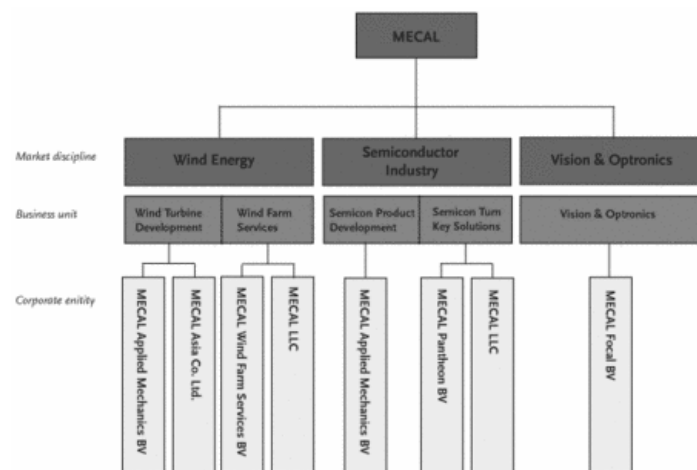 MECAL
Market discipline
Wind Energy
Semiconductor
Industry
Vision & Optronics
Business unit
Wind Turbine
Development
Wind Farm
Services
Semicon Product
Development
Semicon Turn
Key Solutions
Vision & Optronics
Corporate enitity
MECAL Applied Mechanics BV
MECAL Asia Co. Ltd.
MECAL Wind Farm Services BV
MECAL LLC
MECAL Applied Mechanics BV
MECAL Pantheon BV
MECAL LLC
MECAL Focal BV